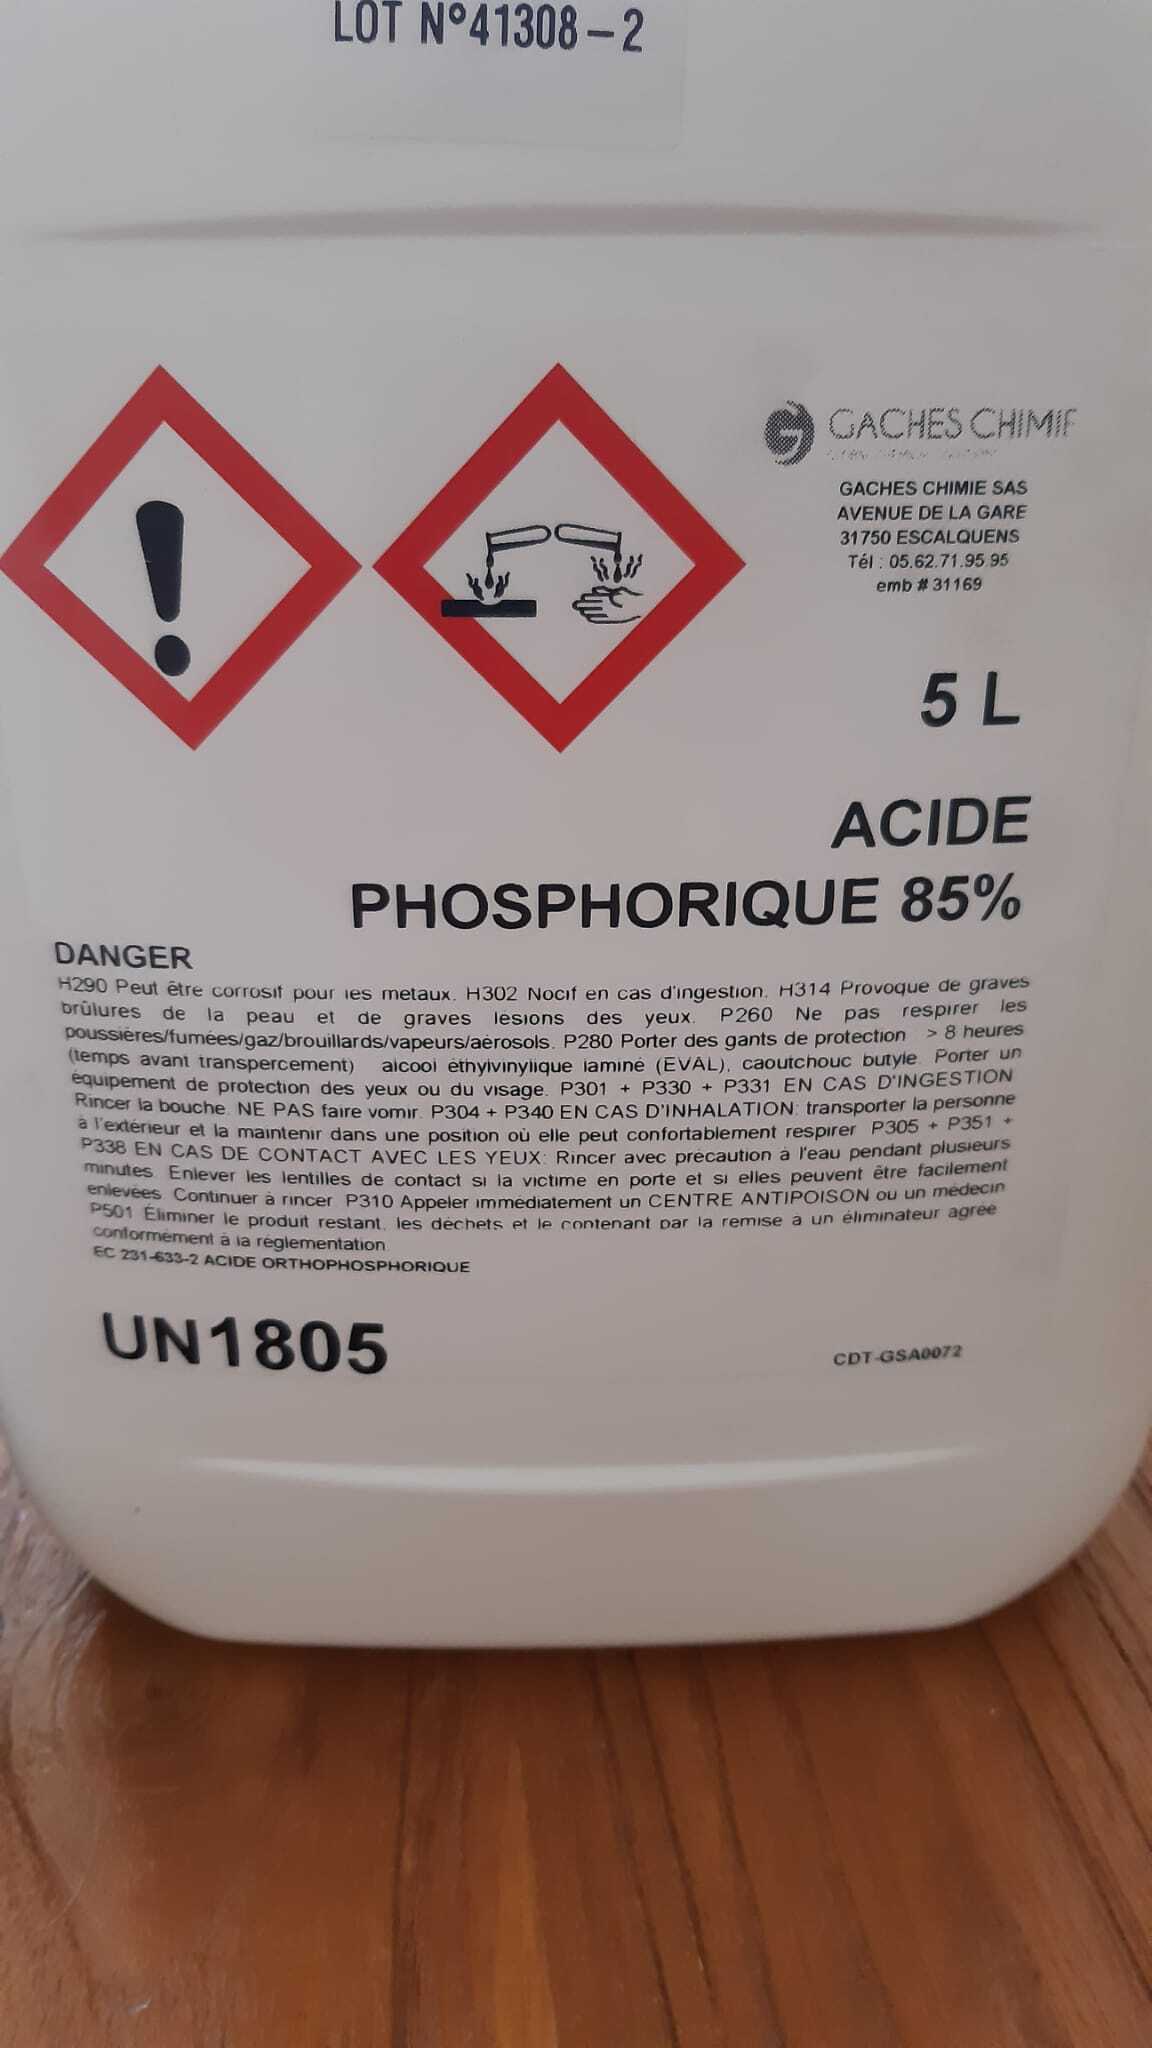 LOT N°41308-2
GACHES CHIMIE
GACHES CHIMIE SAS
AVENUE DE LA GARE
31750 ESCALQUENS
Tél : 05.62.71.95.95
emb # 31169
5 L
ACIDE
PHOSPHORIQUE 85%
DANGER
H290 Peut être corrosif pour les métaux. H302 Nocif en cas d'ingestion. H314 Provoque de graves
brûlures de la peau et de graves lésions des yeux. P260 Ne pas respirer les
poussières/fumées/gaz/brouillards/vapeurs/aérosols. P280 Porter des gants de protection > 8 heures
(temps avant transpercement) alcool éthylvinylique laminé (EVAL), caoutchouc butyle. Porter un
équipement de protection des yeux ou du visage. P301 + P330 + P331 EN CAS D'INGESTION
Rincer la bouche. NE PAS faire vomir. P304 + P340 EN CAS D'INHALATION: transporter la personne
à l'extérieur et la maintenir dans une position où elle peut confortablement respirer P305 + P351 +
P338 EN CAS DE CONTACT AVEC LES YEUX: Rincer avec précaution à l'eau pendant plusieurs
minutes. Enlever les lentilles de contact si la victime en porte et si elles peuvent être facilement
enlevées. Continuer à rincer. P310 Appeler immédiatement un CENTRE ANTIPOISON ou un médecin
P501 Éliminer le produit restant, les déchets et le contenant par la remise à un éliminateur agréé
conformément à la réglementation
EC 231-633-2 ACIDE ORTHOPHOSPHORIQUE
UN1805
CDT-GSA0072